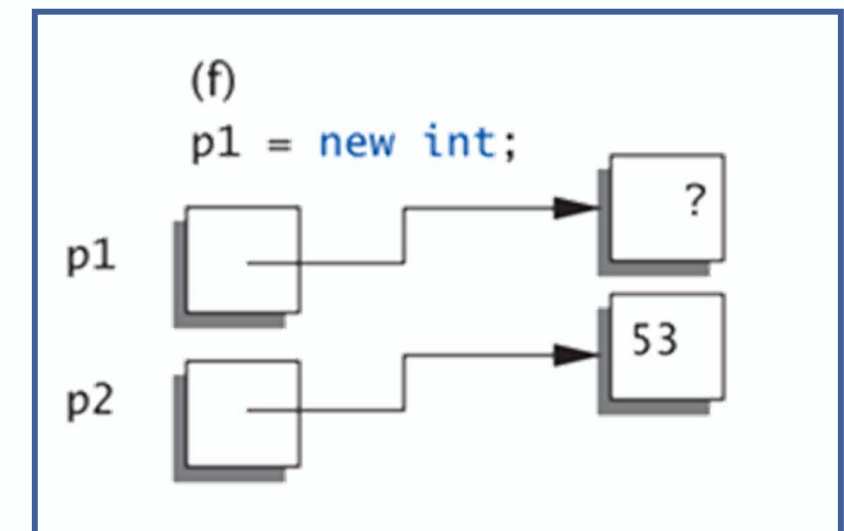 (f)
p1 = new int;
?
p1
53
p2